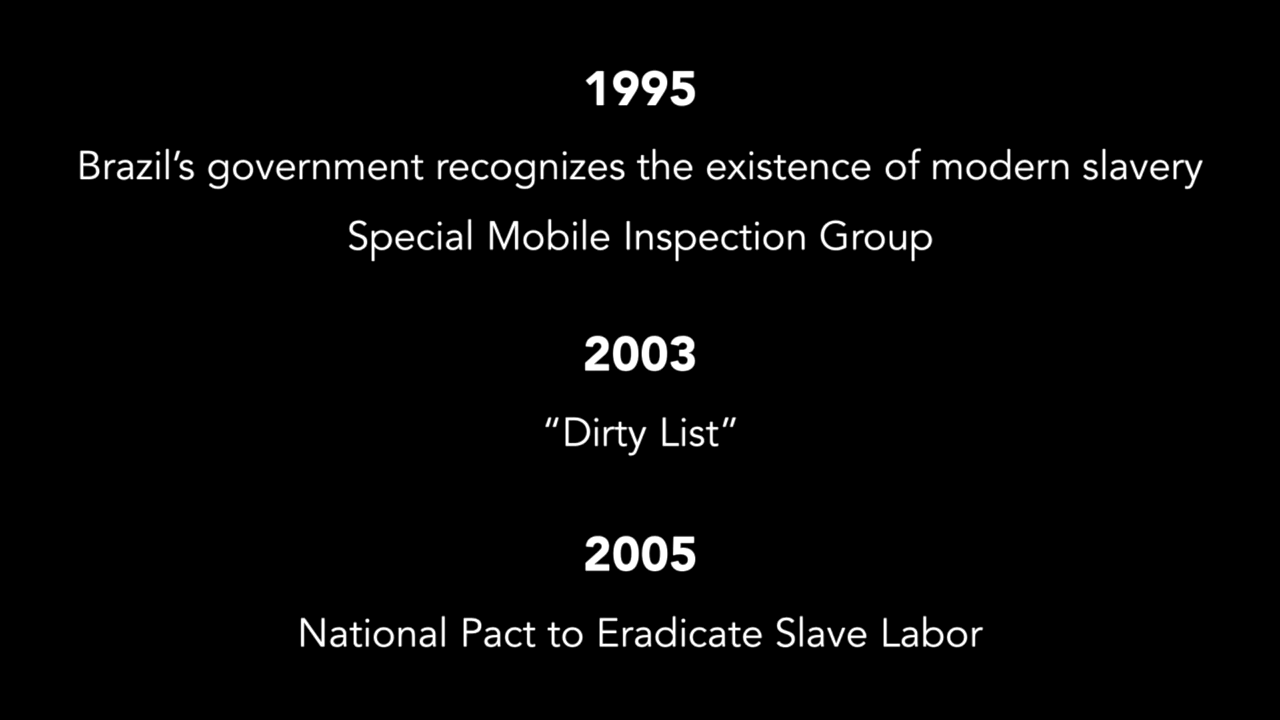 1995
Brazil’s government recognizes the existence of modern slavery
Special Mobile Inspection Group
2003
“Dirty List”
2005
National Pact to Eradicate Slave Labor